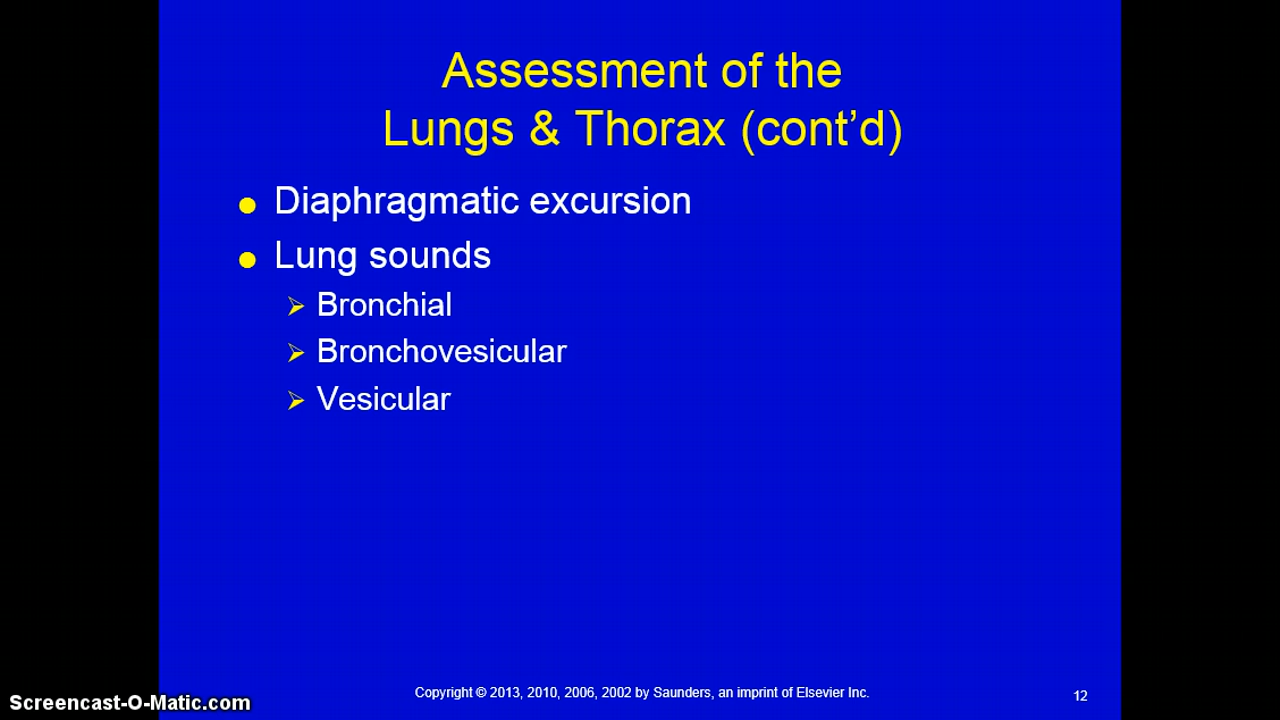 Assessment of the
Lungs & Thorax (cont’d)
Diaphragmatic excursion
Lung sounds
Bronchial
Bronchovesicular
Vesicular
Copyright © 2013, 2010, 2006, 2002 by Saunders, an imprint of Elsevier Inc.
12
Screencast-O-Matic.com